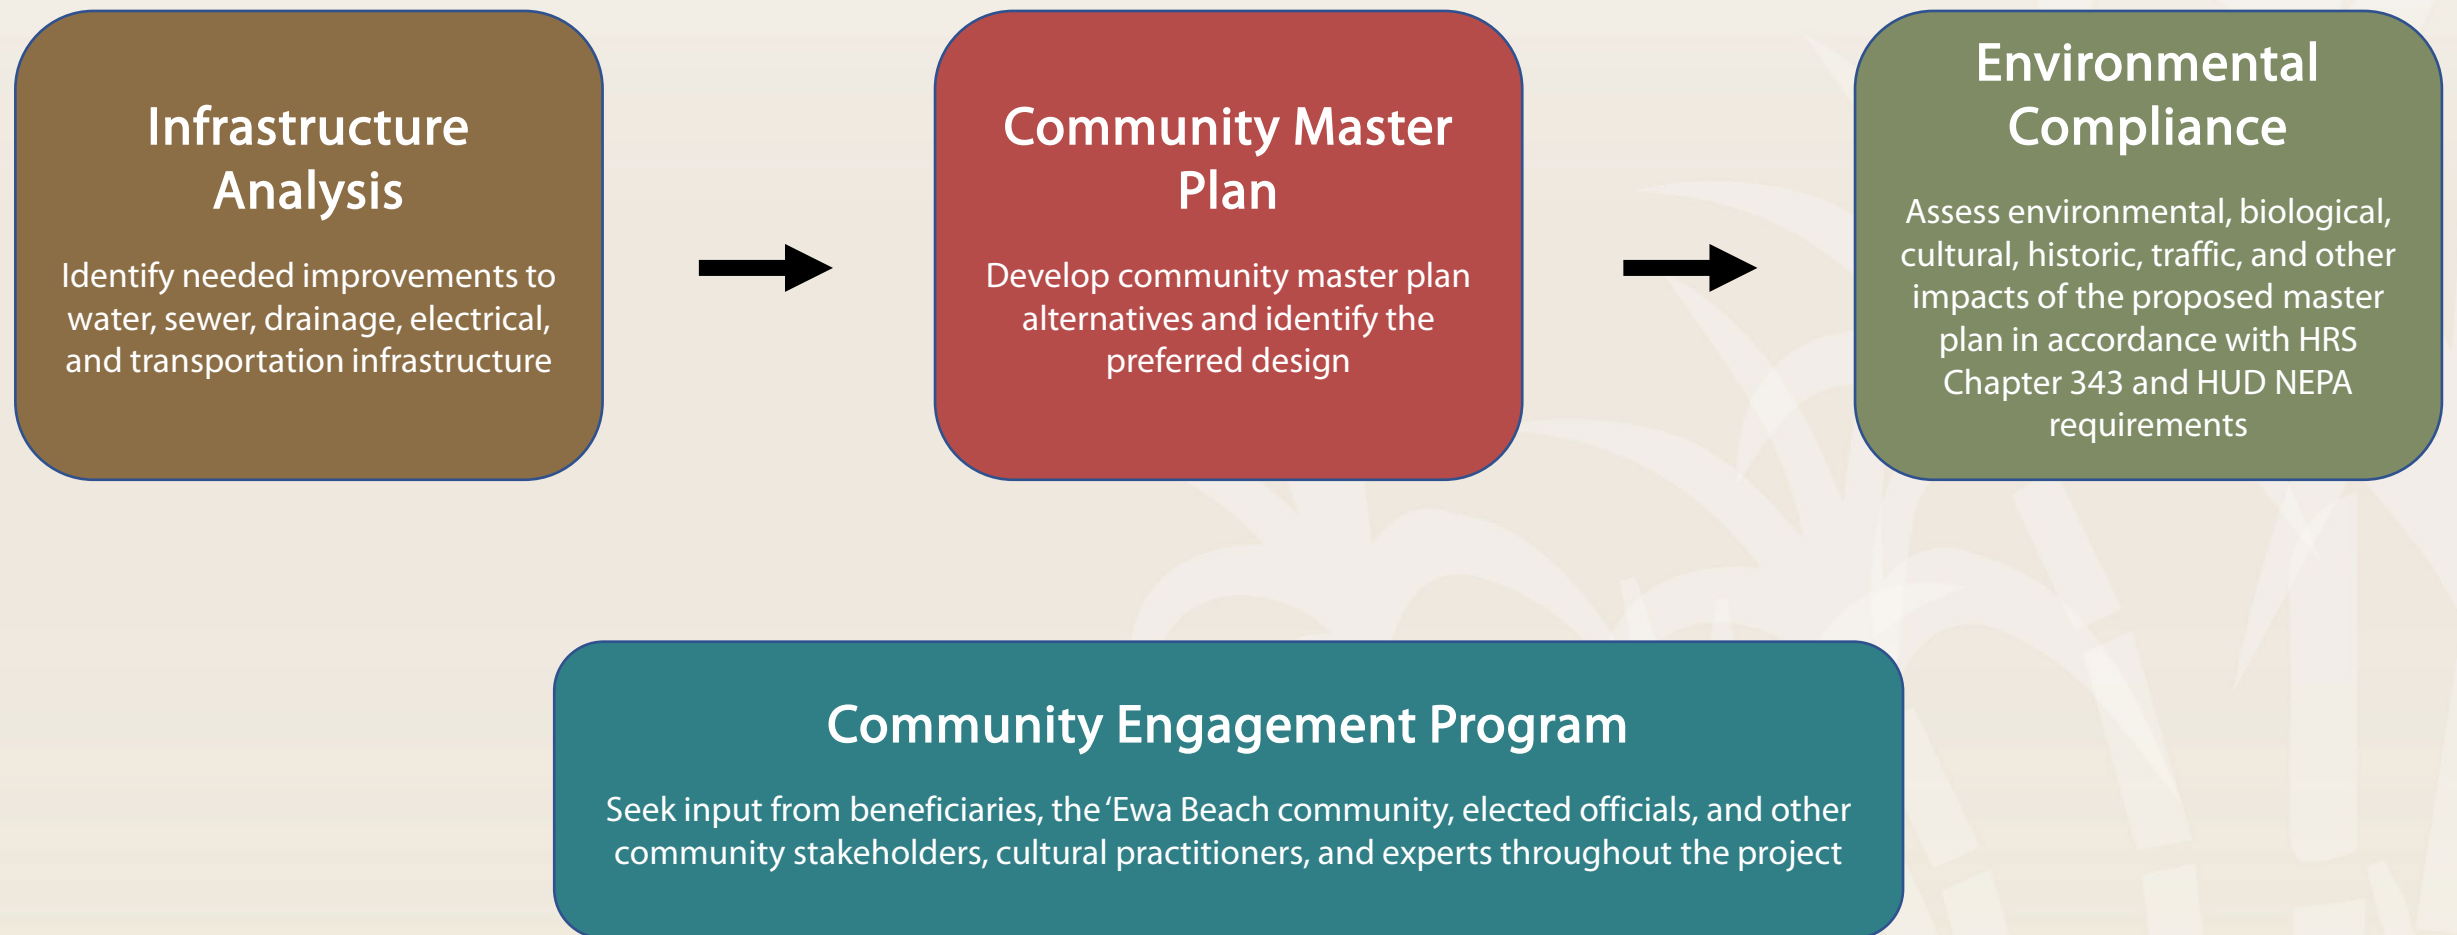 Infrastructure
Analysis
Identify needed improvements to
water, sewer, drainage, electrical,
and transportation infrastructure
Community Master
Plan
Develop community master plan
alternatives and identify the
preferred design
Environmental
Compliance
Assess environmental, biological,
cultural, historic, traffic, and other
impacts of the proposed master
plan in accordance with HRS
Chapter 343 and HUD NEPA
requirements
Community Engagement Program
Seek input from beneficiaries, the ‘Ewa Beach community, elected officials, and other
community stakeholders, cultural practitioners, and experts throughout the project